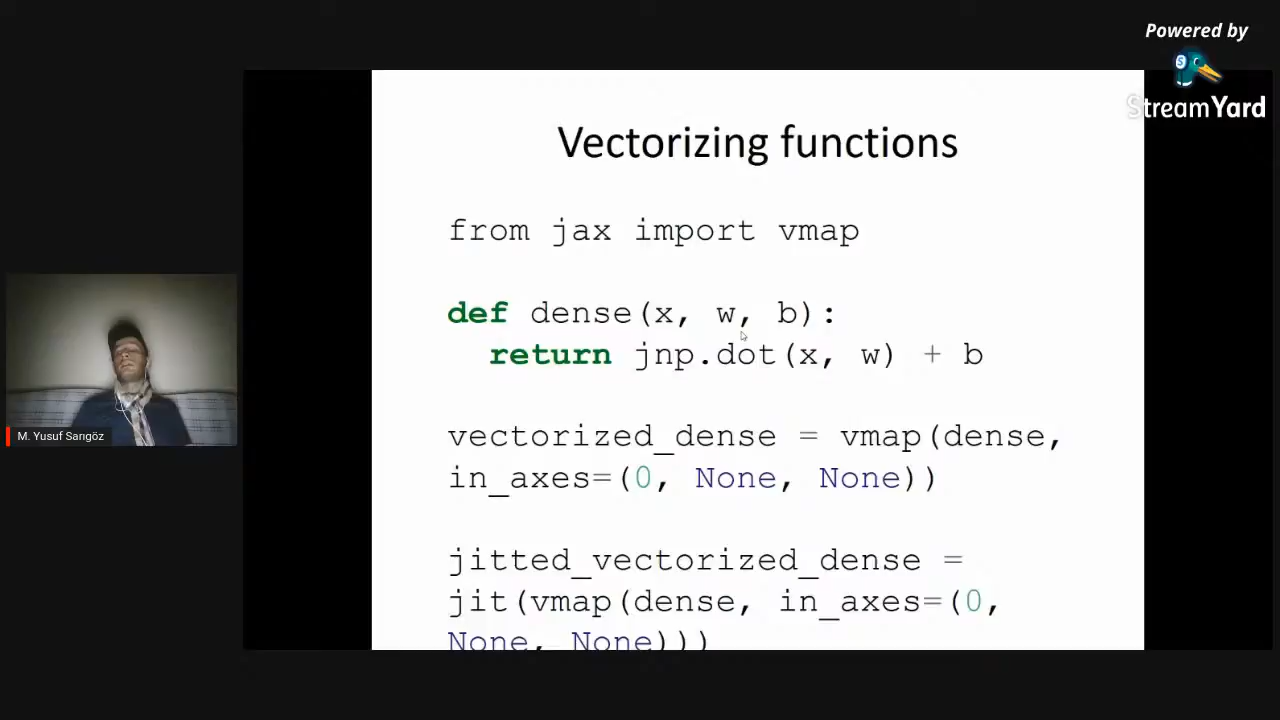 Powered by
StreamYard
Vectorizing functions
from jax import vmap
def dense(x, w, b):
return jnp.dot(x, w) + b
vectorized_dense = vmap(dense,
in_axes=(0, None, None))
jitted_vectorized_dense =
jit(vmap(dense, in_axes=(0,
None, None)))
M. Yusuf Sarıgöz